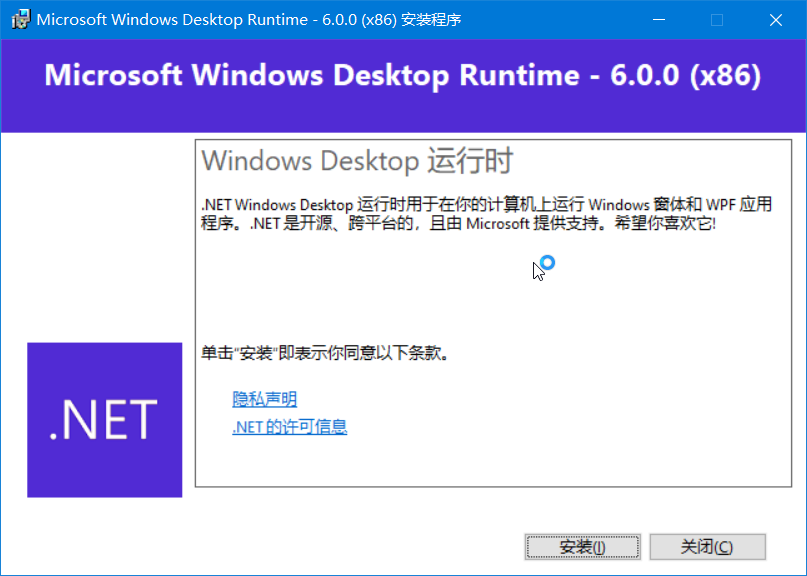 Microsoft Windows Desktop Runtime - 6.0.0 (x86) 安装程序
Microsoft Windows Desktop Runtime - 6.0.0 (x86)
Windows Desktop 运行时
.NET Windows Desktop 运行时用于在你的计算机上运行 Windows 窗体和 WPF 应用
程序。.NET 是开源、跨平台的，且由 Microsoft 提供支持。希望你喜欢它!
单击"安装"即表示你同意以下条款。
隐私声明
.NET 的许可信息
.NET
安装(I)
关闭(C)